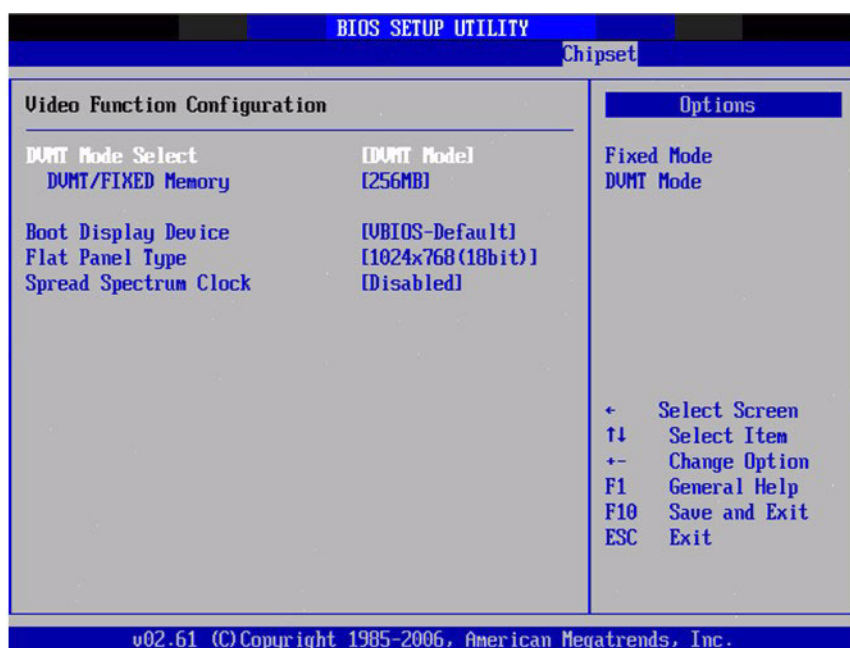 BIOS SETUP UTILITY
Chipset
Video Function Configuration
DVMT Mode Select [DVMT Mode]
DVMT/FIXED Memory [256MB]
Boot Display Device [VBIOS-Default]
Flat Panel Type [1024x768(18bit)]
Spread Spectrum Clock [Disabled]
Options
Fixed Mode
DVMT Mode
← Select Screen
↑↓ Select Item
+- Change Option
F1 General Help
F10 Save and Exit
ESC Exit
v02.61 (C)Copyright 1985-2006, American Megatrends, Inc.